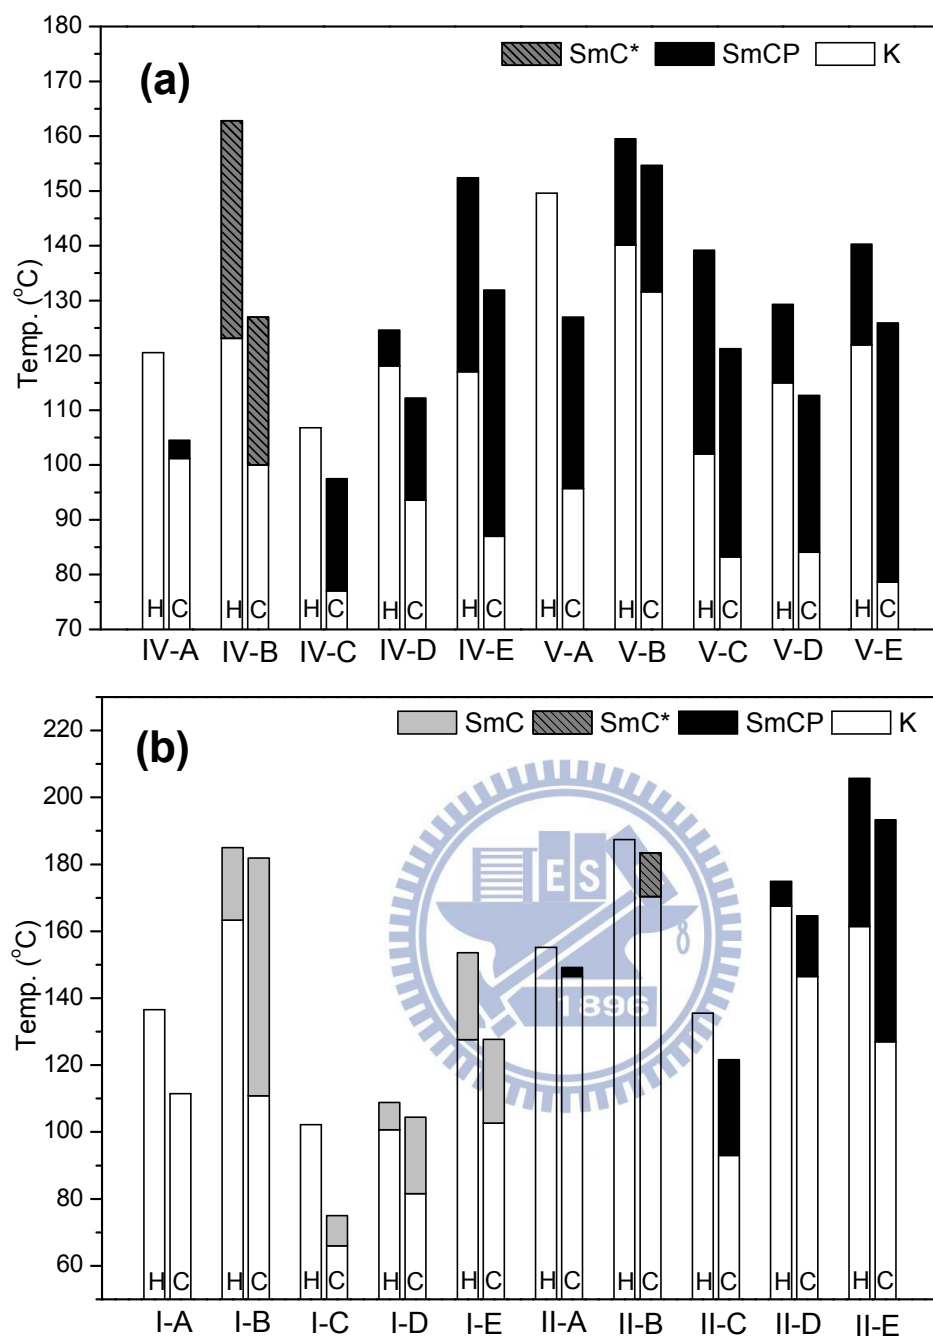 (a)
SmC* SmCP K
180
170
160
150
140
130
120
110
100
90
80
70
Temp. (°C)
H C H C H C H C H C H C H C H C H C H C
IV-A IV-B IV-C IV-D IV-E V-A V-B V-C V-D V-E
(b)
SmC SmC* SmCP K
220
200
180
160
140
120
100
80
60
Temp. (°C)
E S
1896
H C H C H C H C H C H C H C H C H C H C
I-A I-B I-C I-D I-E II-A II-B II-C II-D II-E